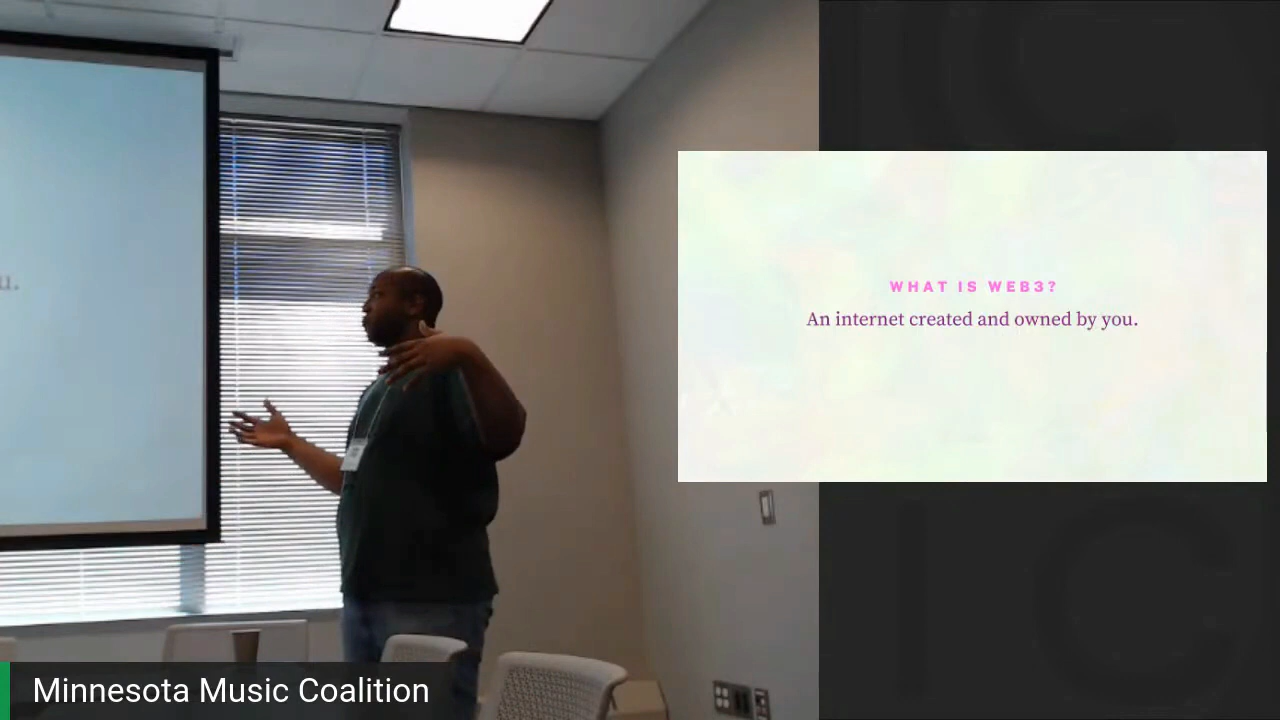 u.
WHAT IS WEB3?
An internet created and owned by you.
Minnesota Music Coalition